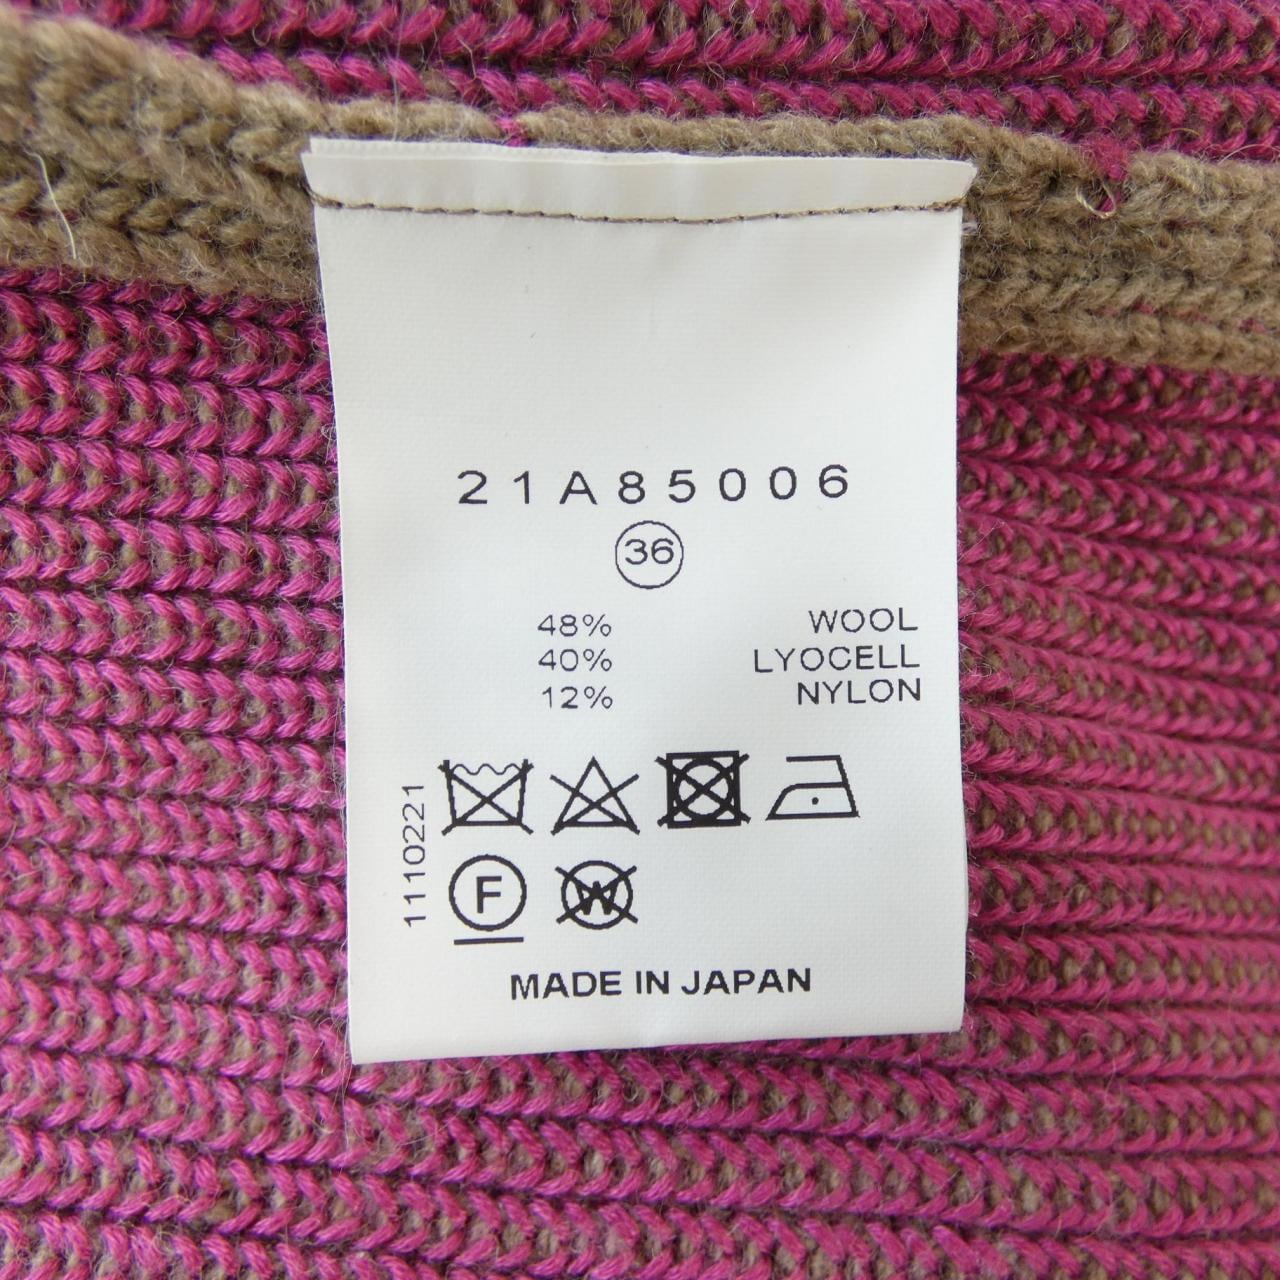 21A85006
36
48% WOOL
40% LYOCELL
12% NYLON
1110221
F W
MADE IN JAPAN